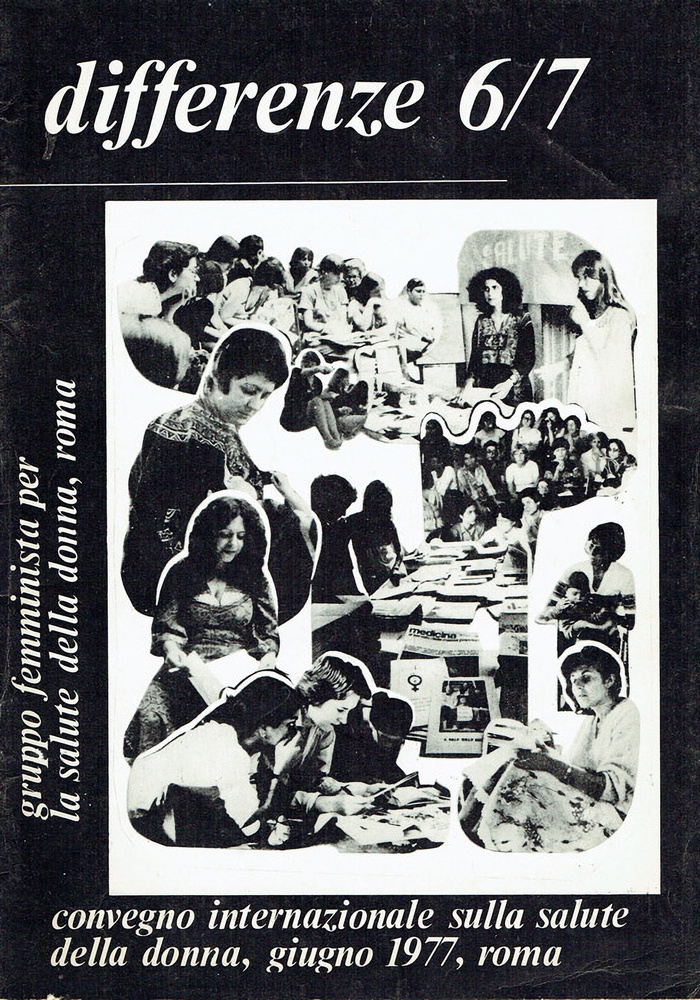 differenze 6/7
SALUTE
gruppo femminista per
la salute della donna, roma
medicina
convegno internazionale sulla salute
della donna, giugno 1977, roma